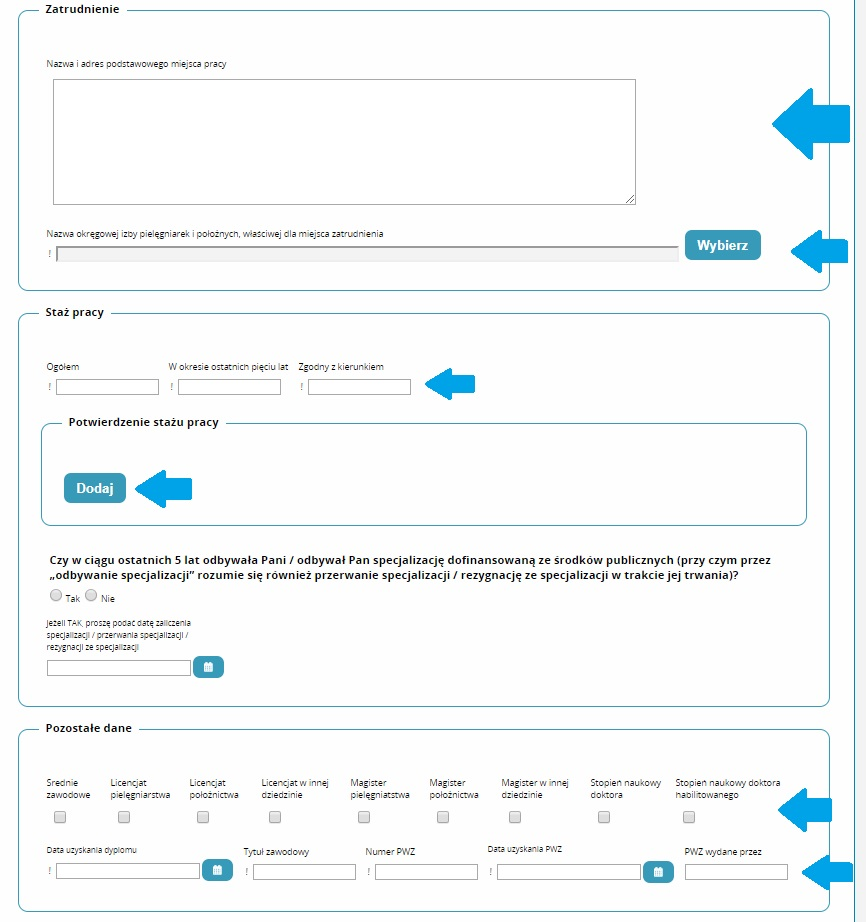 Zatrudnienie
Nazwa i adres podstawowego miejsca pracy
Nazwa okręgowej izby pielęgniarek i położnych, właściwej dla miejsca zatrudnienia
!
Wybierz
Staż pracy
Ogółem W okresie ostatnich pięciu lat Zgodny z kierunkiem
! ! !
Potwierdzenie stażu pracy
Dodaj
Czy w ciągu ostatnich 5 lat odbywała Pani / odbywał Pan specjalizację dofinansowaną ze środków publicznych (przy czym przez
„odbywanie specjalizacji” rozumie się również przerwanie specjalizacji / rezygnację ze specjalizacji w trakcie jej trwania)?
Tak Nie
Jeżeli TAK, proszę podać datę zaliczenia
specjalizacji / przerwania specjalizacji /
rezygnacji ze specjalizacji
Pozostałe dane
Średnie zawodowe
Licencjat pielęgniarstwa
Licencjat położnictwa
Licencjat w innej dziedzinie
Magister pielęgniatstwa
Magister położnictwa
Magister w innej dziedzinie
Stopień naukowy doktora
Stopień naukowy doktora habilitowanego
Data uzyskania dyplomu Tytuł zawodowy Numer PWZ Data uzyskania PWZ PWZ wydane przez
! ! ! !